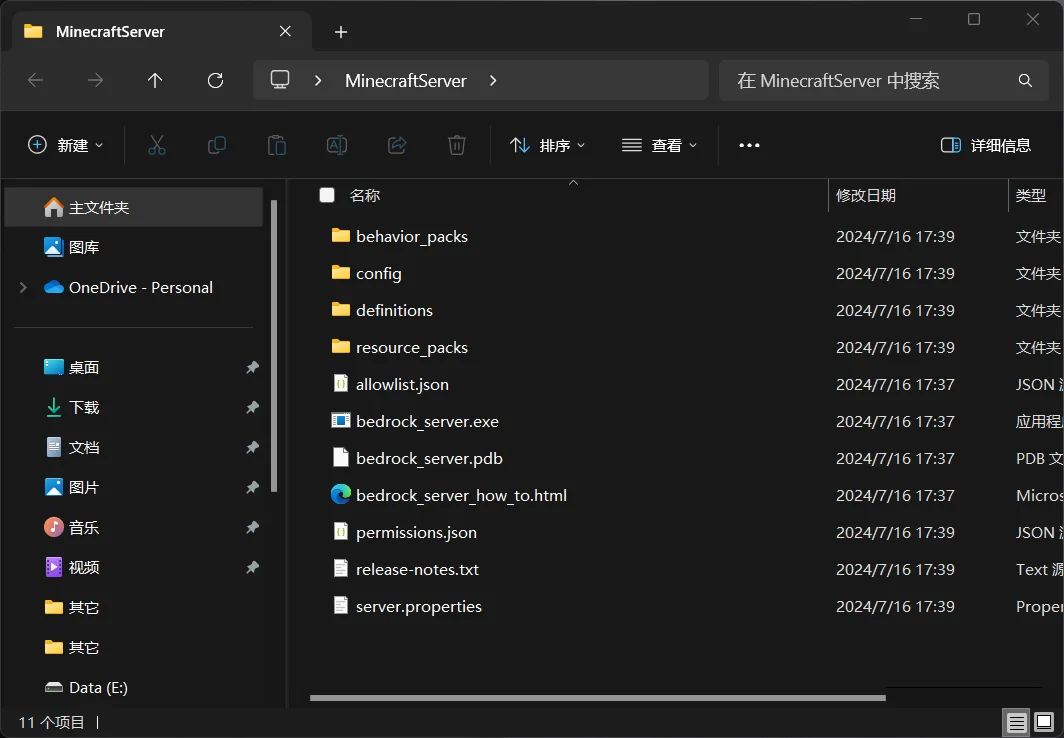 MinecraftServer
MinecraftServer
在 MinecraftServer 中搜索
新建
排序
查看
详细信息
主文件夹
图库
OneDrive - Personal
桌面
下载
文档
图片
音乐
视频
其它
其它
Data (E:)
名称 修改日期 类型
behavior_packs 2024/7/16 17:39 文件夹
config 2024/7/16 17:39 文件夹
definitions 2024/7/16 17:39 文件夹
resource_packs 2024/7/16 17:39 文件夹
allowlist.json 2024/7/16 17:37 JSON 源
bedrock_server.exe 2024/7/16 17:37 应用程序
bedrock_server.pdb 2024/7/16 17:37 PDB 文
bedrock_server_how_to.html 2024/7/16 17:37 Micros
permissions.json 2024/7/16 17:39 JSON 源
release-notes.txt 2024/7/16 17:39 Text 源
server.properties 2024/7/16 17:39 Proper
11 个项目